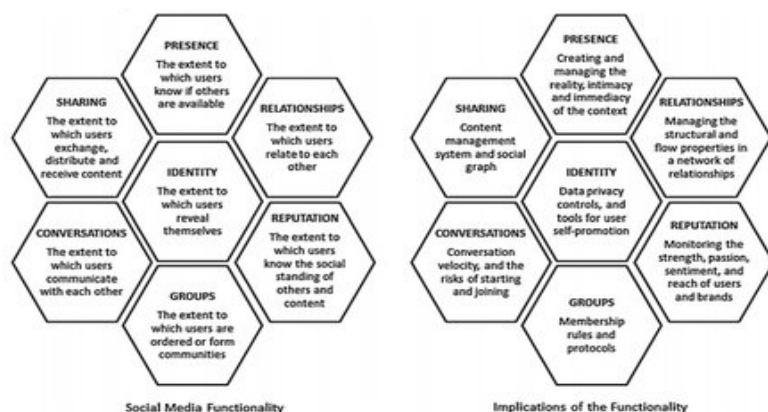 PRESENCE
The extent to
which users
know if others
are available
SHARING
The extent to
which users
exchange,
distribute and
receive content
RELATIONSHIPS
The extent to
which users
relate to each
other
IDENTITY
The extent to
which users
reveal
themselves
CONVERSATIONS
The extent to
which users
communicate
with each other
REPUTATION
The extent to
which users
know the social
standing of
others and
content
GROUPS
The extent to
which users are
ordered or form
communities
Social Media Functionality
PRESENCE
Creating and
managing the
reality, intimacy
and immediacy
of the context
SHARING
Content
management
system and social
graph
RELATIONSHIPS
Managing the
structural and
flow properties in
a network of
relationships
IDENTITY
Data privacy
controls, and
tools for user
self-promotion
CONVERSATIONS
Conversation
velocity, and the
risks of starting
and joining
REPUTATION
Monitoring the
strength, passion,
sentiment, and
reach of users
and brands
GROUPS
Membership
rules and
protocols
Implications of the Functionality